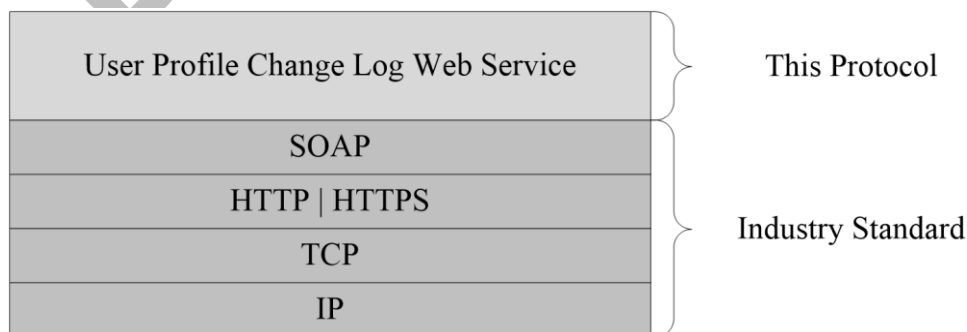 User Profile Change Log Web Service
This Protocol
SOAP
HTTP | HTTPS
TCP
IP
Industry Standard